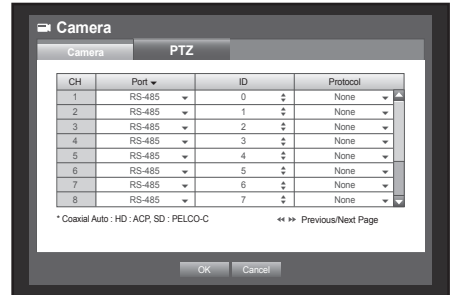 Camera
Camera PTZ
CH Port ID Protocol
1 RS-485 0 None
2 RS-485 1 None
3 RS-485 2 None
4 RS-485 3 None
5 RS-485 4 None
6 RS-485 5 None
7 RS-485 6 None
8 RS-485 7 None
* Coaxial Auto : HD : ACP, SD : PELCO-C Previous/Next Page
OK Cancel